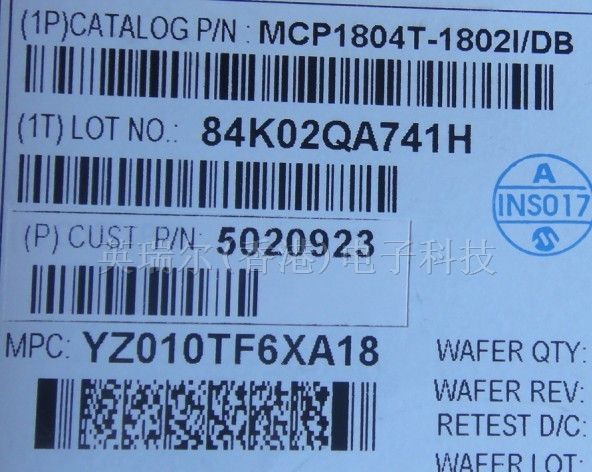 (1P)CATALOG P/N : MCP1804T-1802I/DB
(1T) LOT NO.: 84K02QA741H
A
INS017
(P) CUST. P/N: 5020923
英瑞尔(香港)电子科技
MPC: YZ010TF6XA18
WAFER QTY:
WAFER REV:
RETEST D/C:
WAFER LOT: